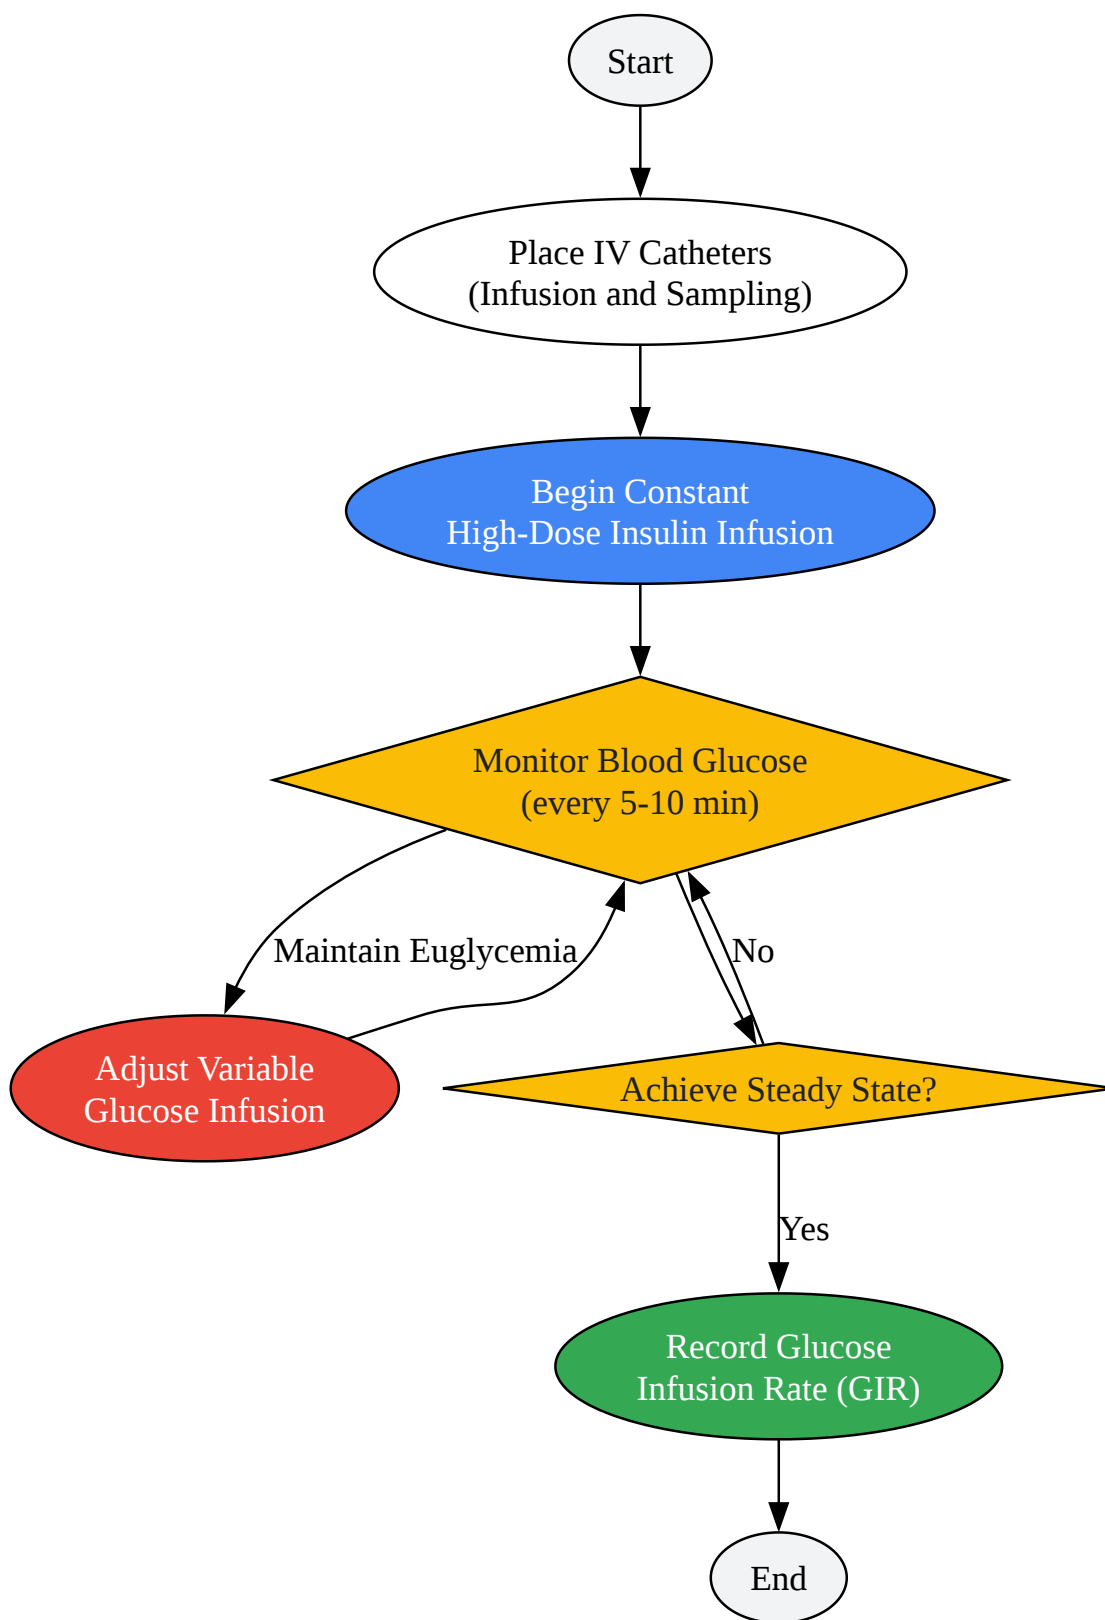 Start
Place IV Catheters
(Infusion and Sampling)
Begin Constant
High-Dose Insulin Infusion
Monitor Blood Glucose
(every 5-10 min)
Maintain Euglycemia
No
Adjust Variable
Glucose Infusion
Achieve Steady State?
Yes
Record Glucose
Infusion Rate (GIR)
End